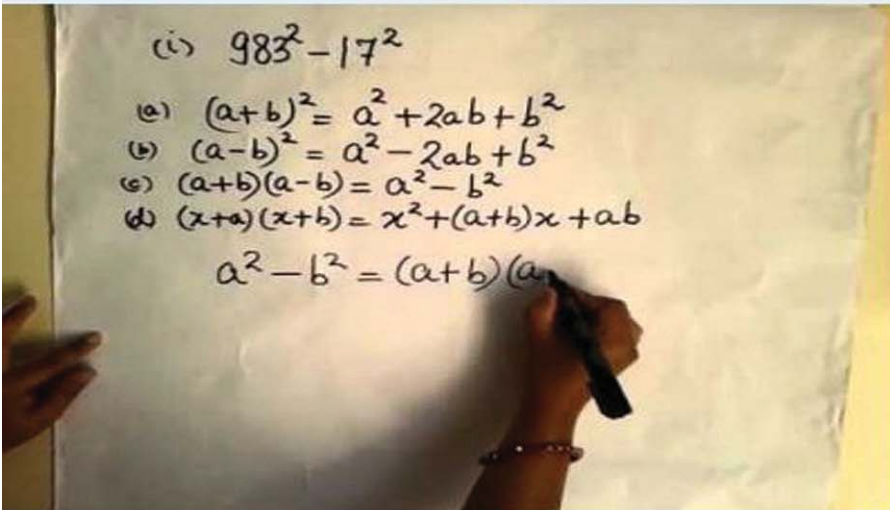 (i) 983² - 17²
(a) (a+b)² = a² + 2ab + b²
(b) (a-b)² = a² - 2ab + b²
(c) (a+b)(a-b) = a² - b²
(d) (x+a)(x+b) = x² + (a+b)x + ab
a² - b² = (a+b)(a